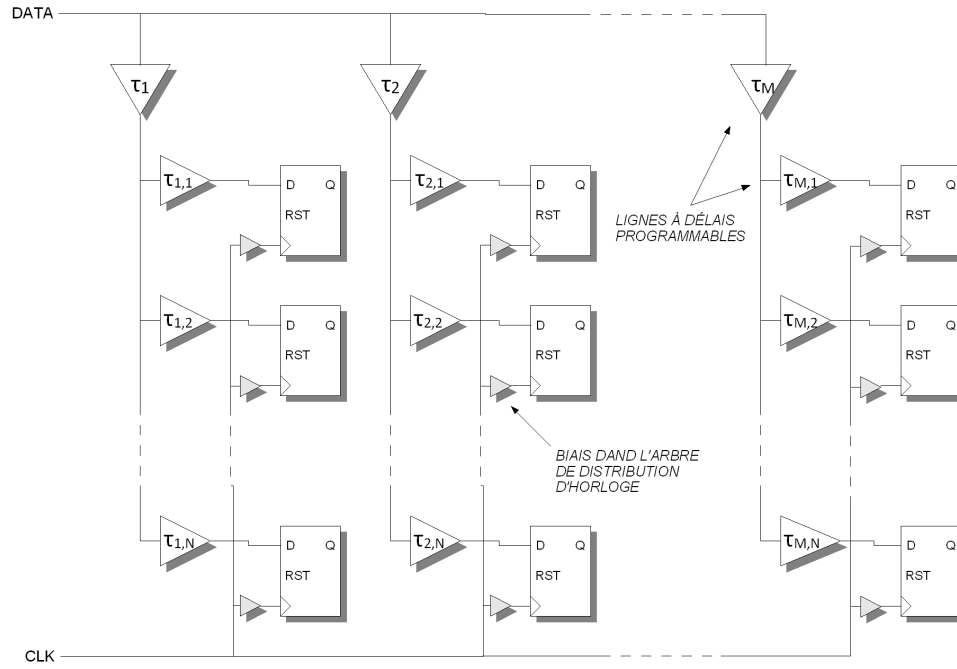 DATA
τ1
τ2
τM
τ1,1
D Q
RST
τ2,1
D Q
RST
τM,1
D Q
RST
LIGNES À DÉLAIS
PROGRAMMABLES
τ1,2
D Q
RST
τ2,2
D Q
RST
τM,2
D Q
RST
BIAIS DAND L'ARBRE
DE DISTRIBUTION
D'HORLOGE
τ1,N
D Q
RST
τ2,N
D Q
RST
τM,N
D Q
RST
CLK